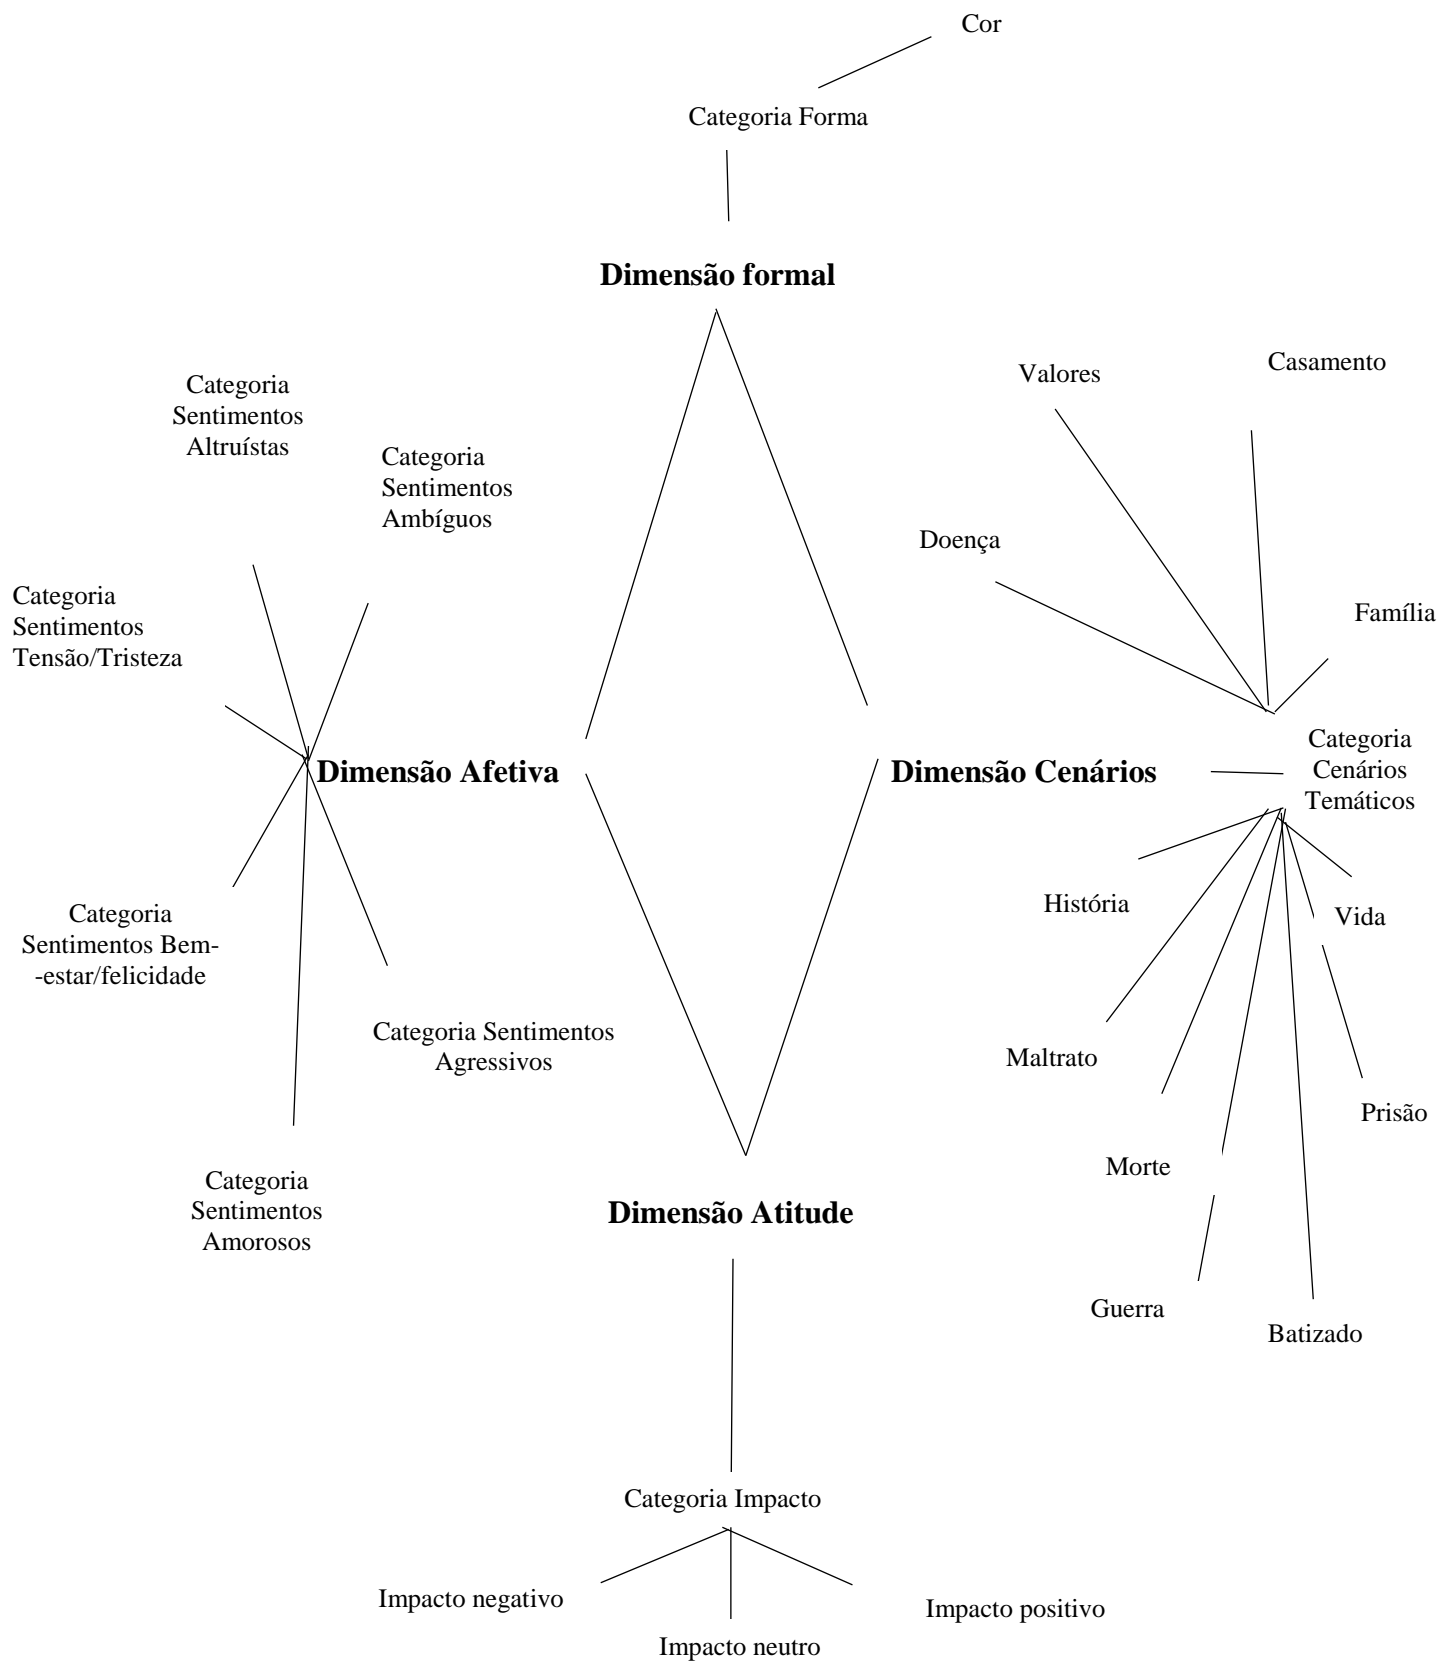 Cor
Categoria Forma
Dimensão formal
Categoria
Sentimentos
Altruístas
Categoria
Sentimentos
Ambíguos
Valores
Casamento
Doença
Família
Categoria
Sentimentos
Tensão/Tristeza
Dimensão Afetiva
Dimensão Cenários
Categoria
Cenários
Temáticos
Categoria
Sentimentos Bem-
-estar/felicidade
História
Vida
Categoria Sentimentos
Agressivos
Maltrato
Prisão
Morte
Categoria
Sentimentos
Amorosos
Dimensão Atitude
Guerra
Batizado
Categoria Impacto
Impacto negativo
Impacto positivo
Impacto neutro